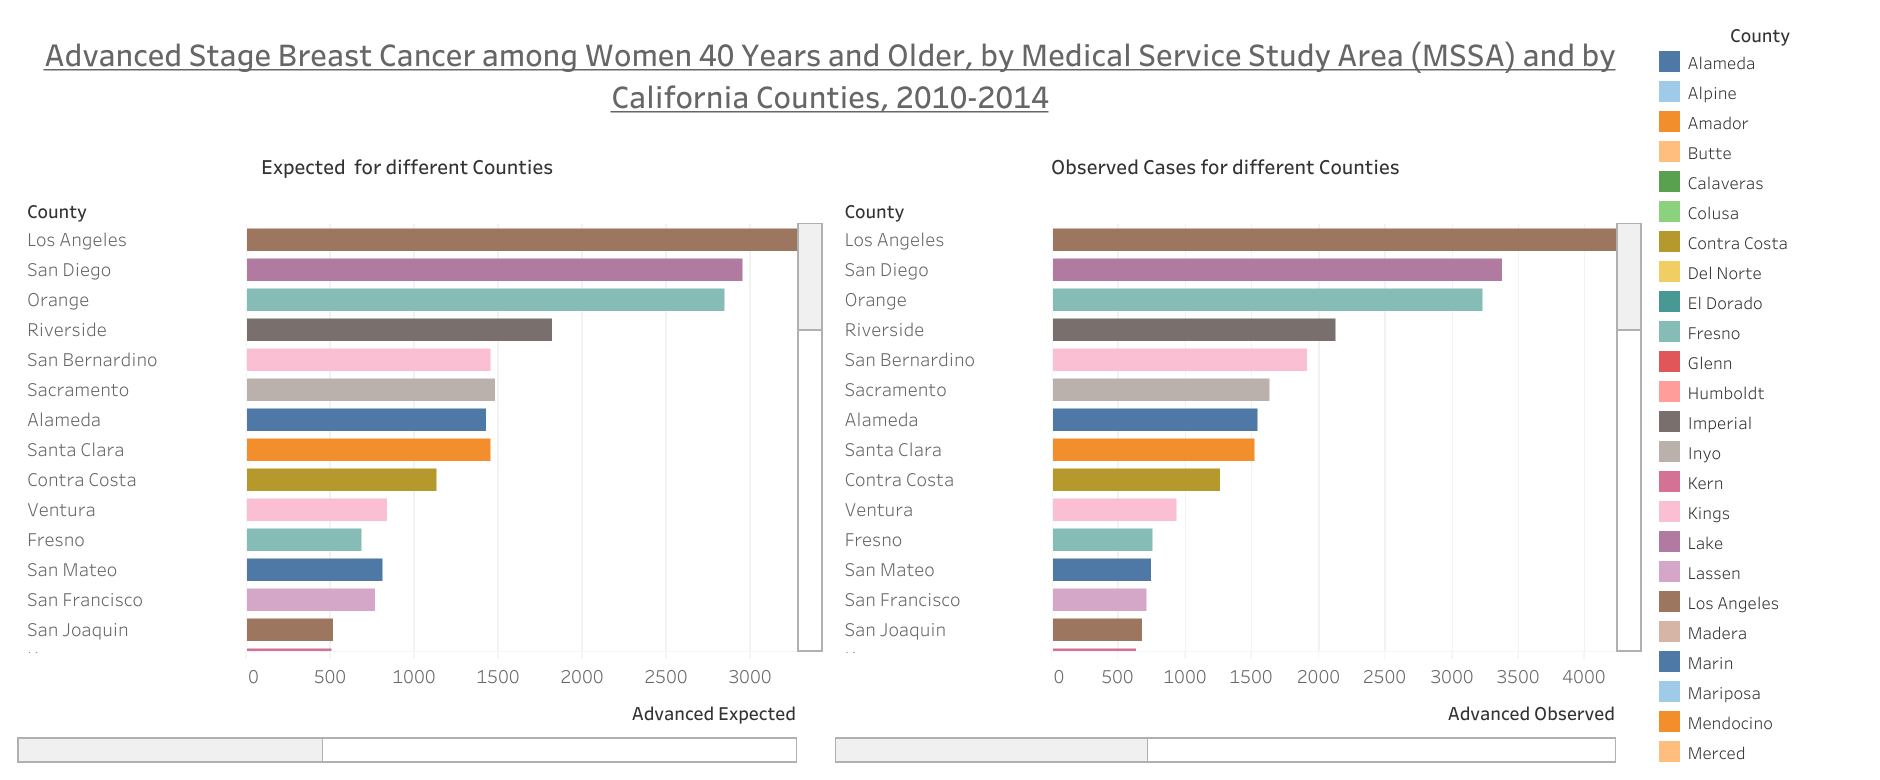 Advanced Stage Breast Cancer among Women 40 Years and Older, by Medical Service Study Area (MSSA) and by
California Counties, 2010-2014
Expected  for different Counties
County
Los Angeles
San Diego
Orange
Riverside
San Bernardino
Sacramento
Alameda
Santa Clara
Contra Costa
Ventura
Fresno
San Mateo
San Francisco
San Joaquin
0 500 1000 1500 2000 2500 3000
Advanced Expected
Observed Cases for different Counties
County
Los Angeles
San Diego
Orange
Riverside
San Bernardino
Sacramento
Alameda
Santa Clara
Contra Costa
Ventura
Fresno
San Mateo
San Francisco
San Joaquin
0 500 1000 1500 2000 2500 3000 3500 4000
Advanced Observed
County
Alameda
Alpine
Amador
Butte
Calaveras
Colusa
Contra Costa
Del Norte
El Dorado
Fresno
Glenn
Humboldt
Imperial
Inyo
Kern
Kings
Lake
Lassen
Los Angeles
Madera
Marin
Mariposa
Mendocino
Merced